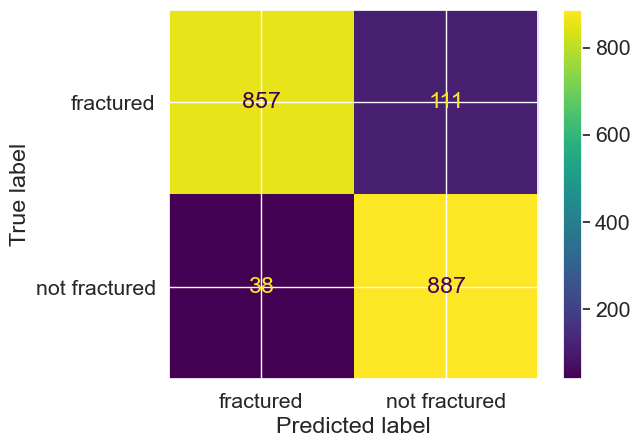 fractured
857
111
not fractured
38
887
True label
fractured
not fractured
Predicted label
800
600
400
200